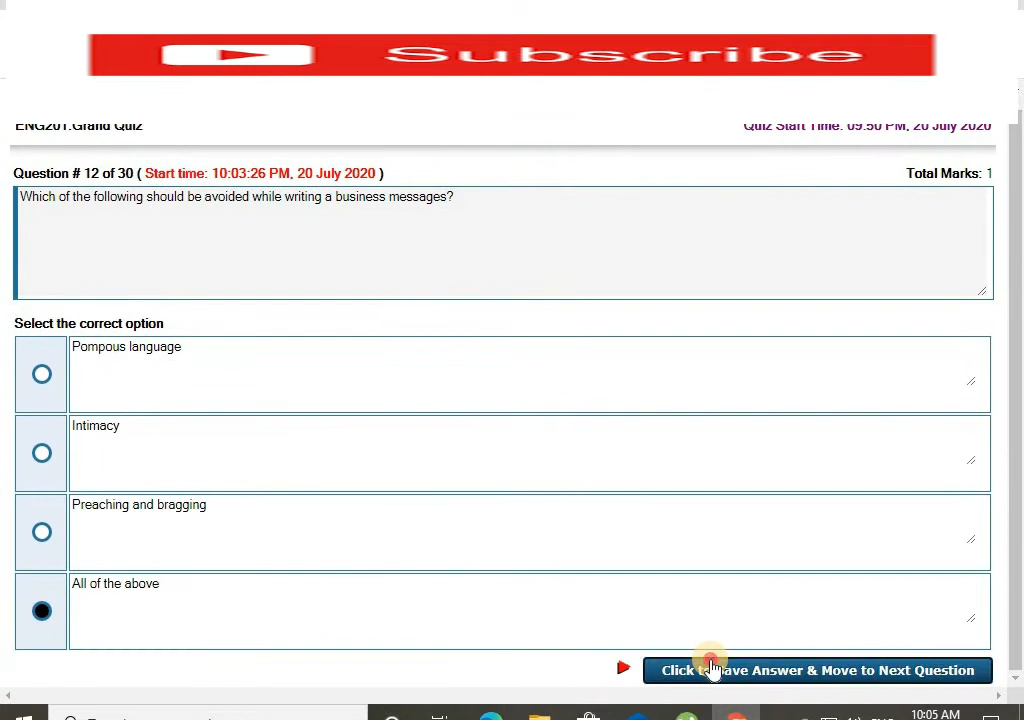 Subscribe
ENG201:Grand Quiz
Quiz Start Time: 09:50 PM, 20 July 2020
Question # 12 of 30 ( Start time: 10:03:26 PM, 20 July 2020 )
Total Marks: 1
Which of the following should be avoided while writing a business messages?
Select the correct option
Pompous language
Intimacy
Preaching and bragging
All of the above
Click to Save Answer & Move to Next Question
10:05 AM